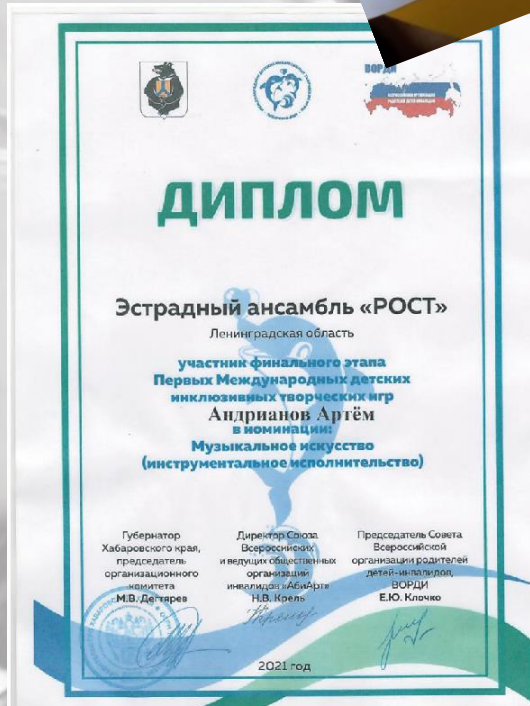 ВОРДИ
ДИПЛОМ
Эстрадный ансамбль «РОСТ»
Ленинградская область
участник финального этапа
Первых Международных детских
инклюзивных творческих игр
Андрианов Артём
в номинации:
Музыкальное искусство
(инструментальное исполнительство)
Губернатор
Хабаровского края,
председатель
организационного
комитета
М.В. Дегтярев
Директор Союза
Всероссийских
и ведущих общественных
организаций
инвалидов «АбиАрт»
Н.В. Крель
Председатель Совета
Всероссийской
организации родителей
детей-инвалидов,
ВОРДИ
Е.Ю. Клочко
2021 год